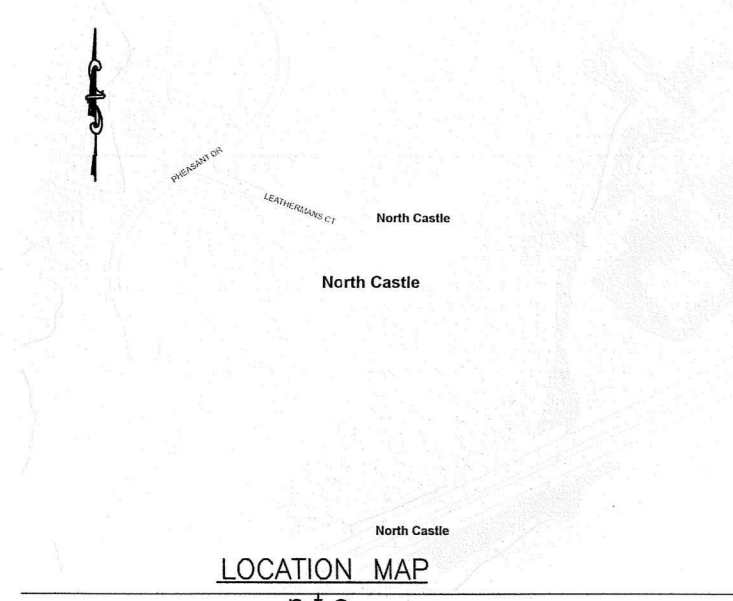 PHEASANT DR
LEATHERMANS CT
North Castle
North Castle
North Castle
LOCATION MAP
n.t.s.